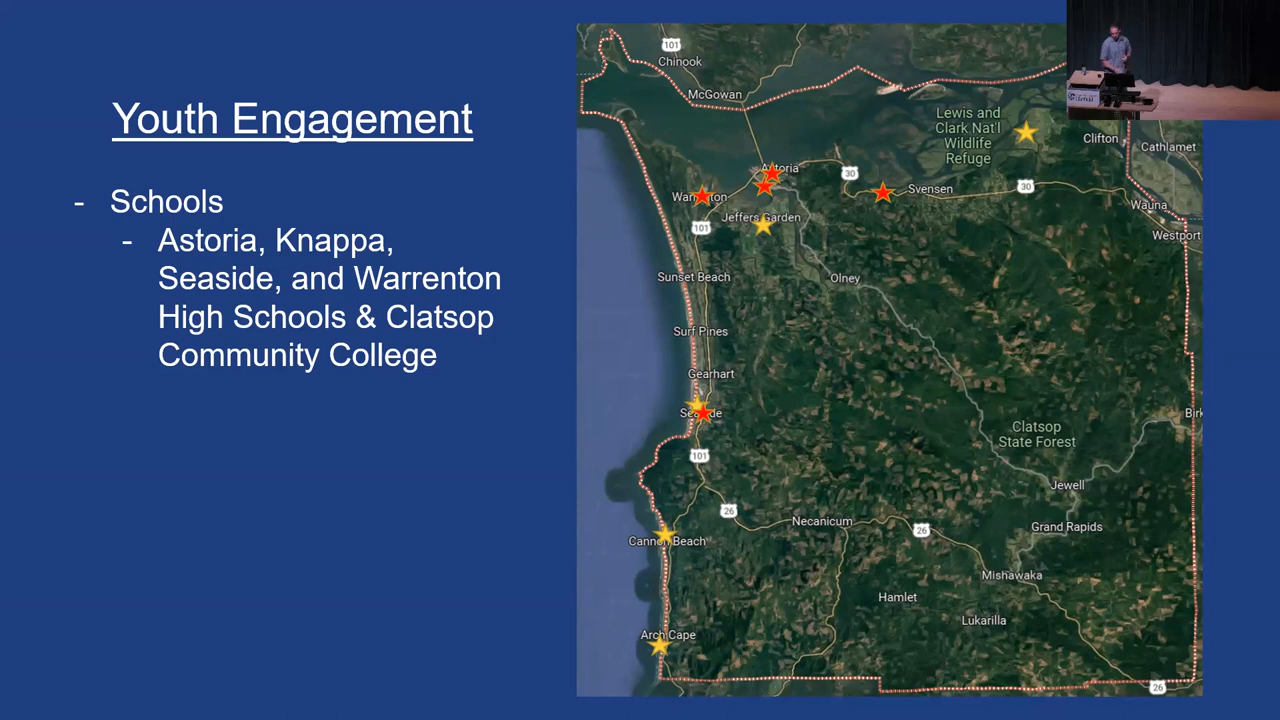 Youth Engagement
- Schools
- Astoria, Knappa,
Seaside, and Warrenton
High Schools & Clatsop
Community College
101
Chinook
McGowan
Lewis and
Clark Nat'l
Wildlife
Refuge
Clifton
Cathlamet
Astoria
30
Svensen
30
Warrenton
Jeffers Garden
Wauna
101
Westport
Sunset Beach
Olney
Surf Pines
Gearhart
Seaside
Birk
Clatsop
State Forest
101
Jewell
26
Necanicum
26
Grand Rapids
Cannon Beach
Mishawaka
Hamlet
Lukarilla
Arch Cape
26